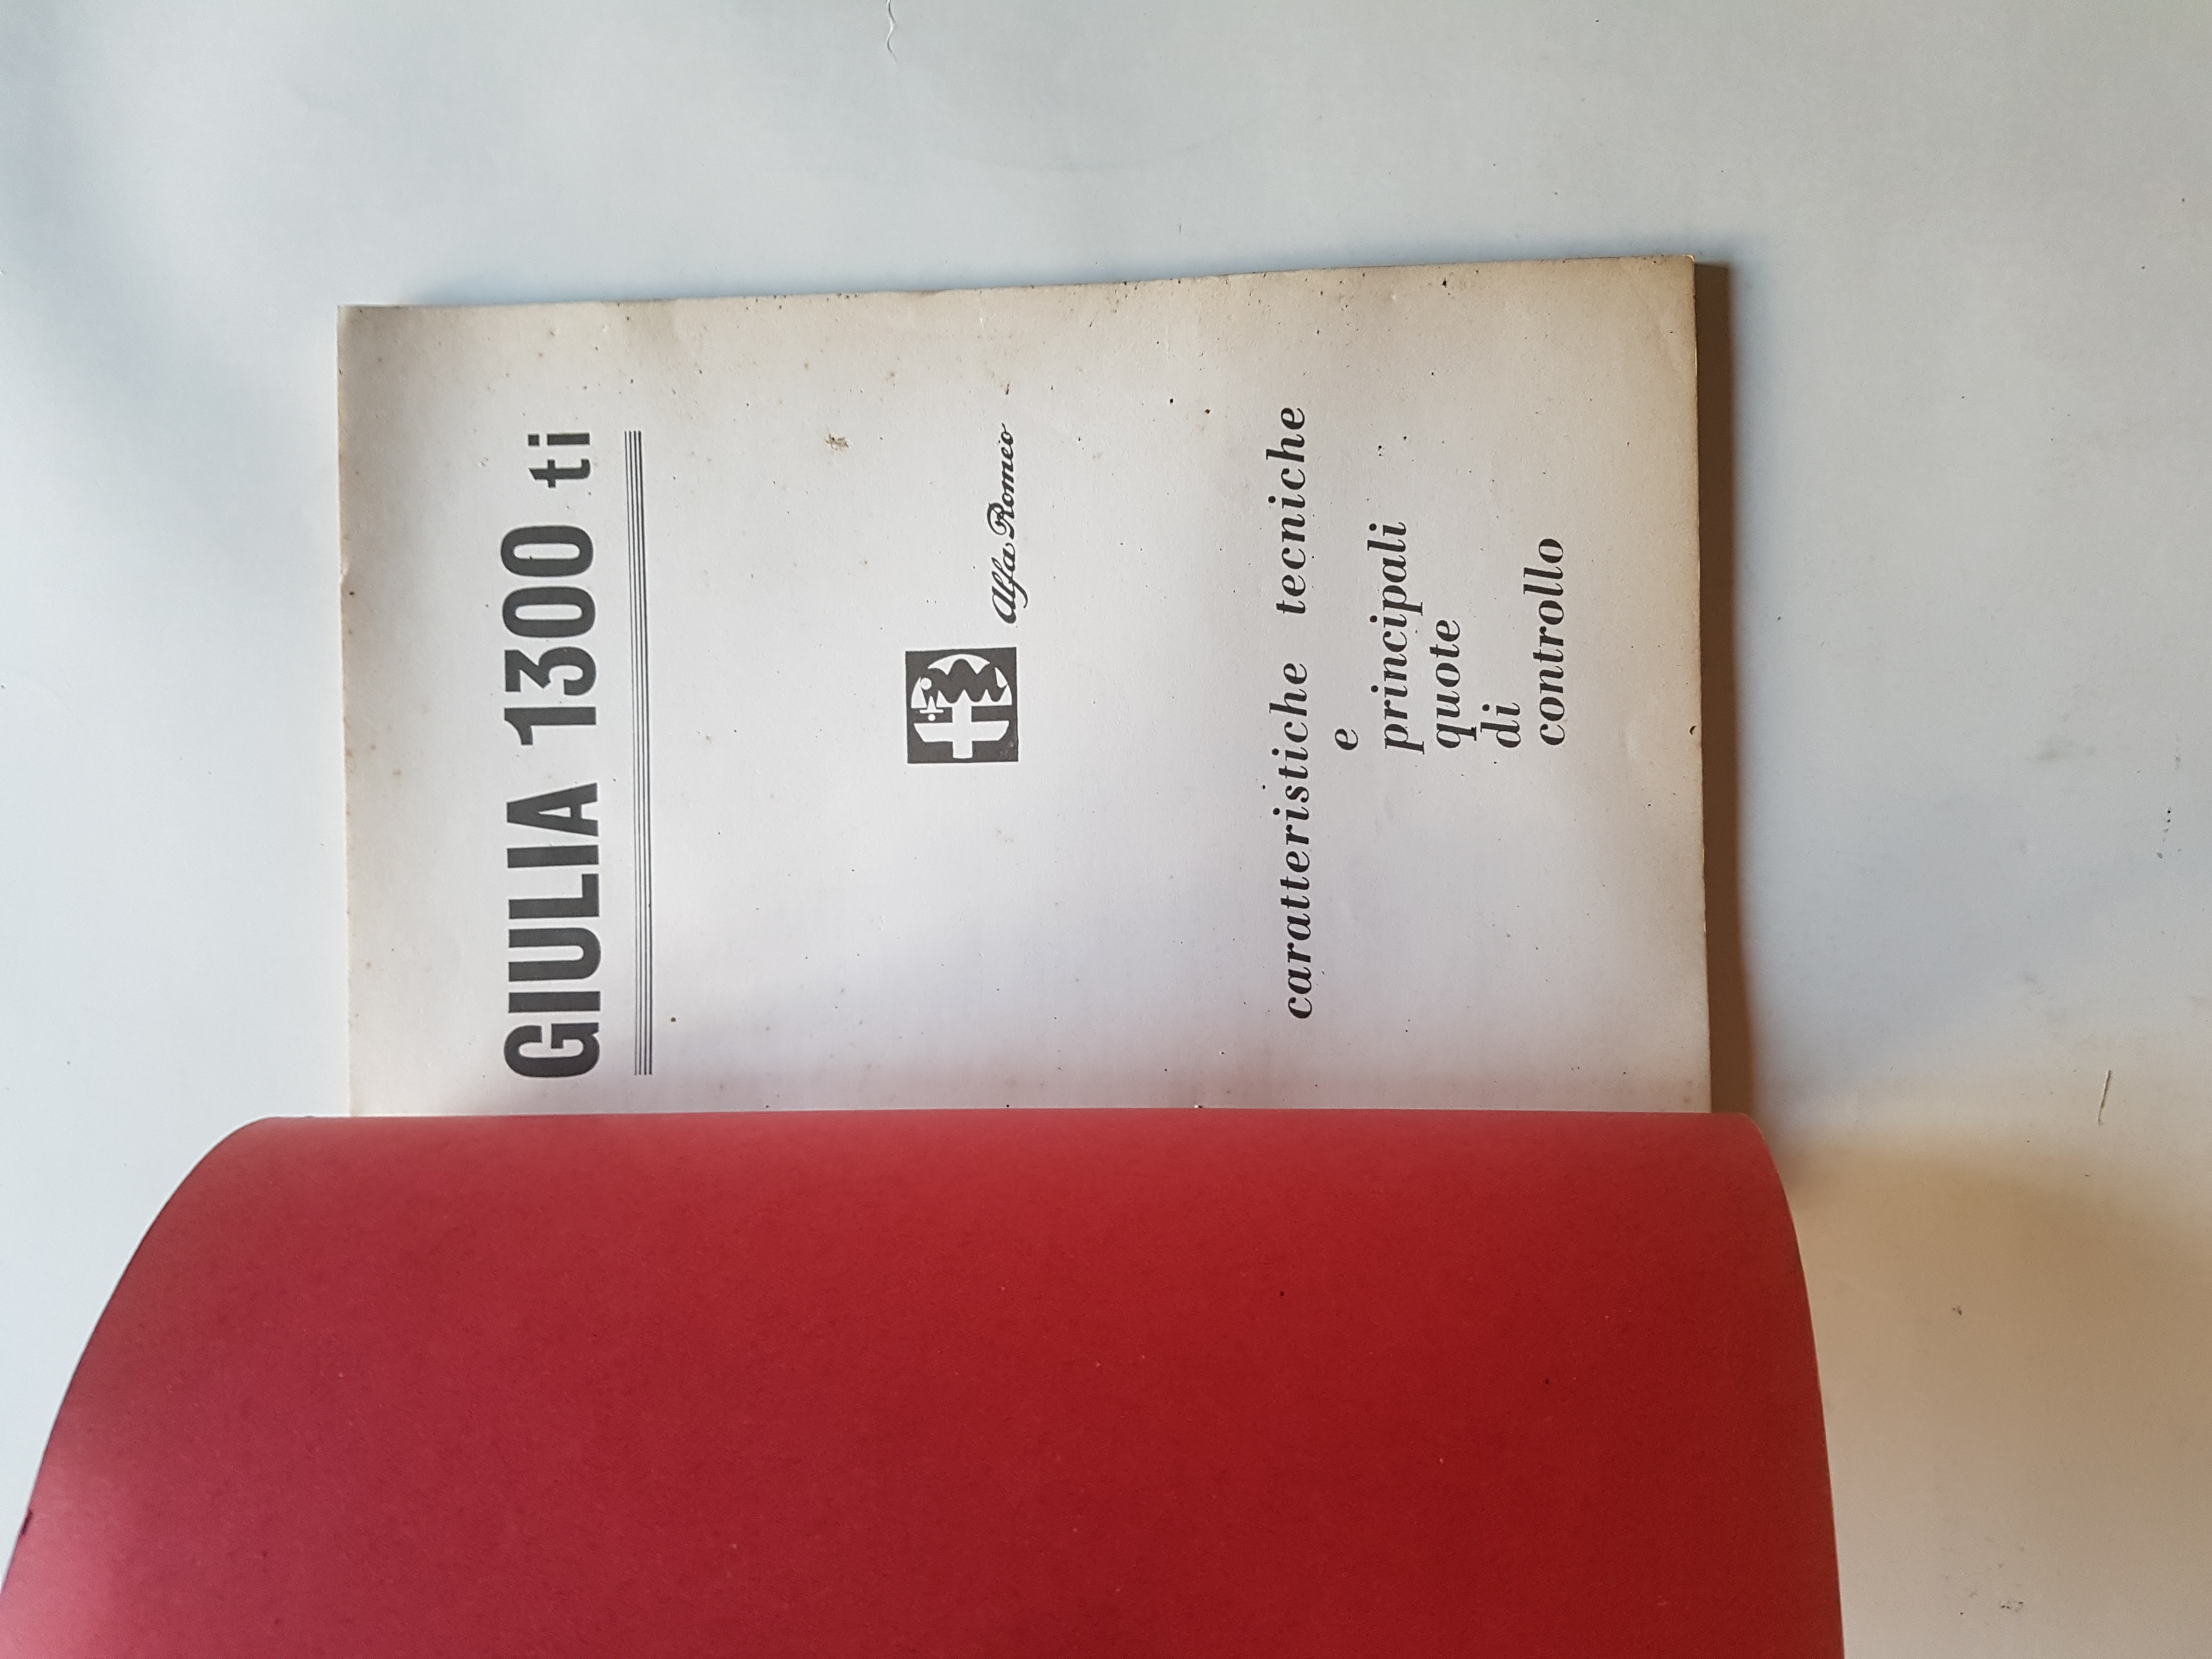 GIULIA 1300 ti
Alfa Romeo
caratteristiche tecniche
e
principali
quote
di
controllo